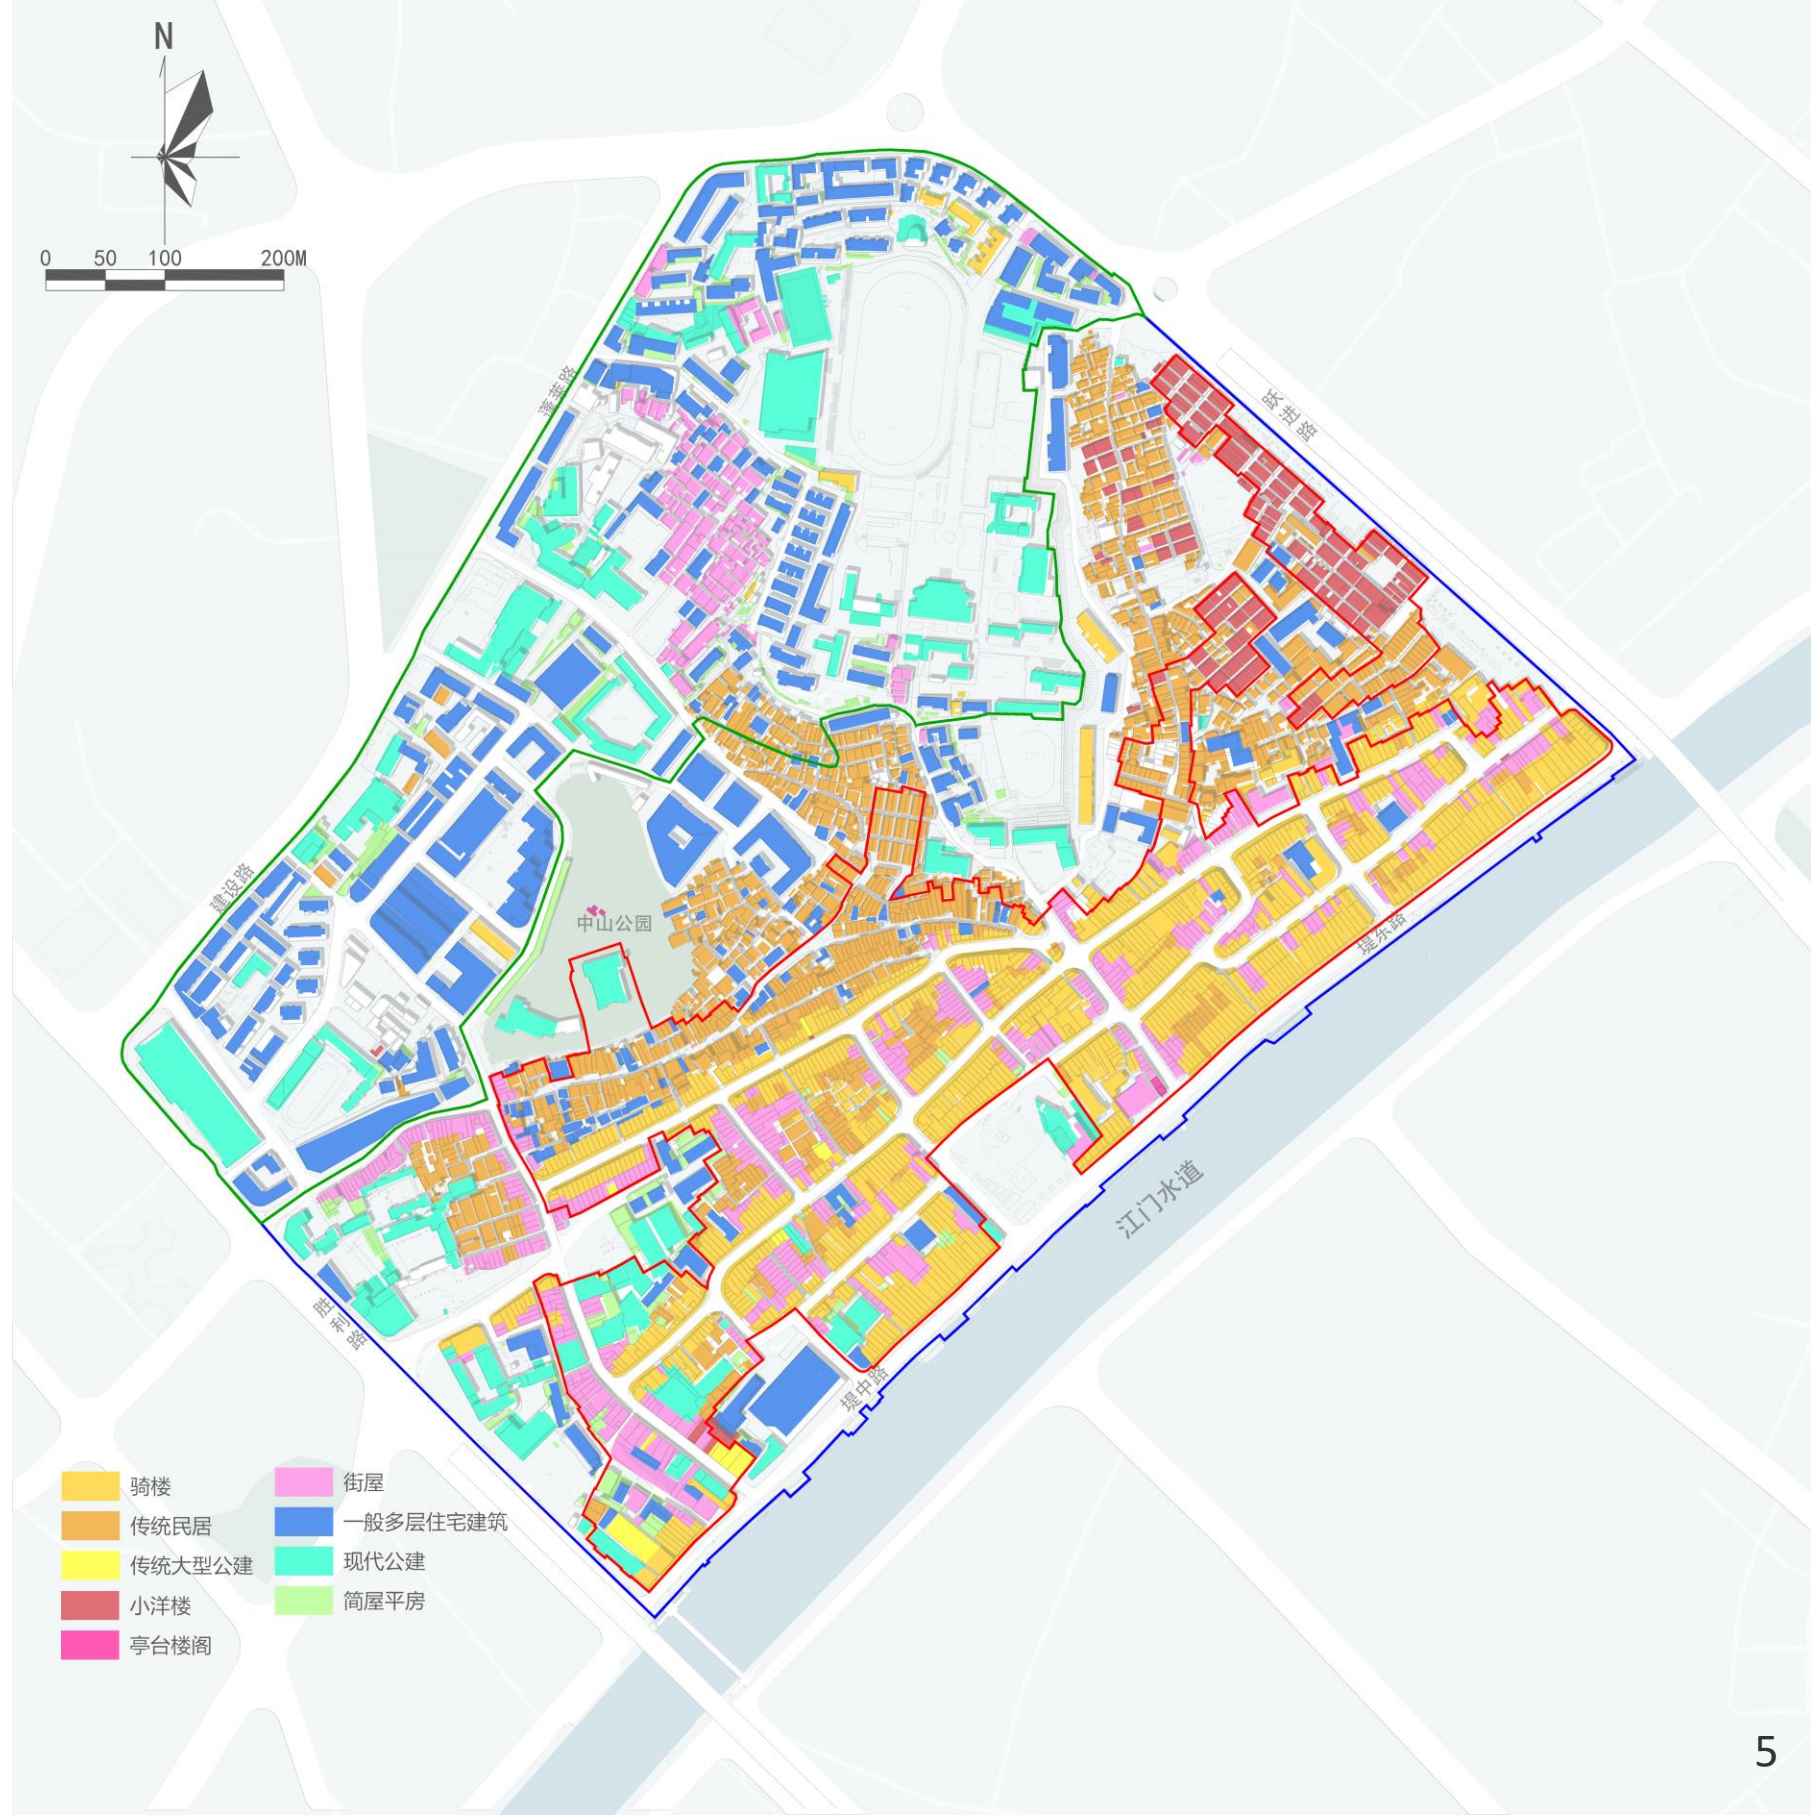 N
0 50 100 200M
蓬莱路
跃进路
建设路
中山公园
堤东路
江门水道
胜利路
堤中路
骑楼
传统民居
传统大型公建
小洋楼
亭台楼阁
街屋
一般多层住宅建筑
现代公建
简屋平房
5